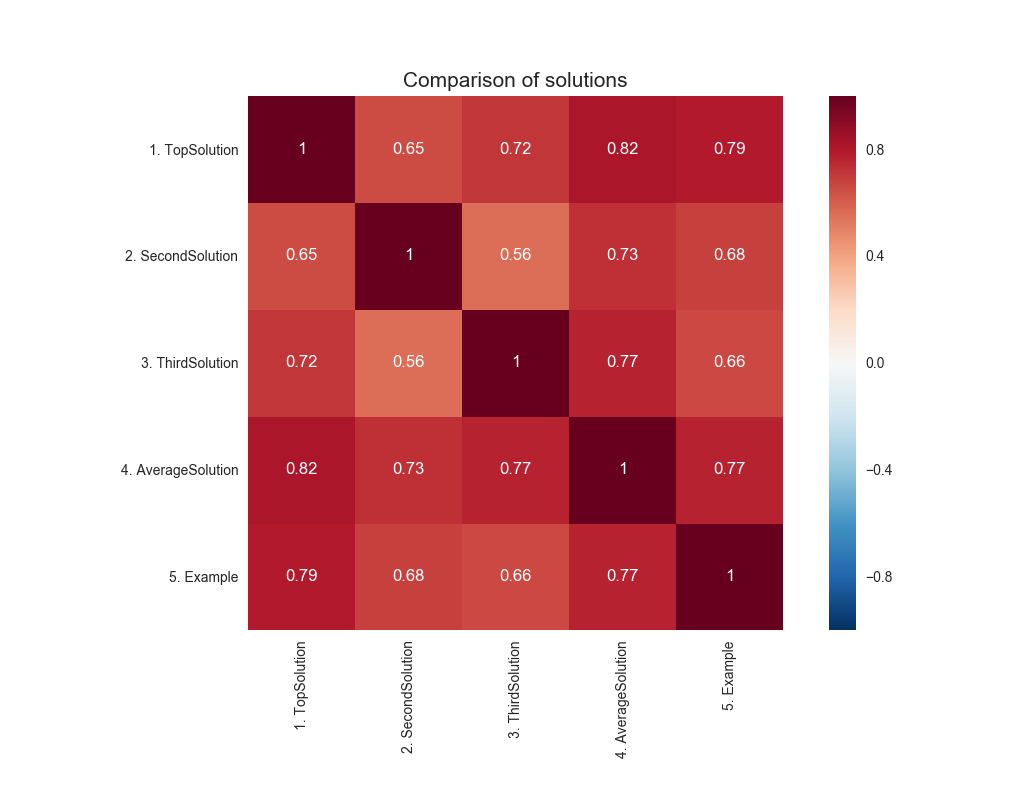 Comparison of solutions
1. TopSolution
1 0.65 0.72 0.82 0.79
2. SecondSolution
0.65 1 0.56 0.73 0.68
3. ThirdSolution
0.72 0.56 1 0.77 0.66
4. AverageSolution
0.82 0.73 0.77 1 0.77
5. Example
0.79 0.68 0.66 0.77 1
1. TopSolution
2. SecondSolution
3. ThirdSolution
4. AverageSolution
5. Example
0.8
0.4
0.0
−0.4
−0.8